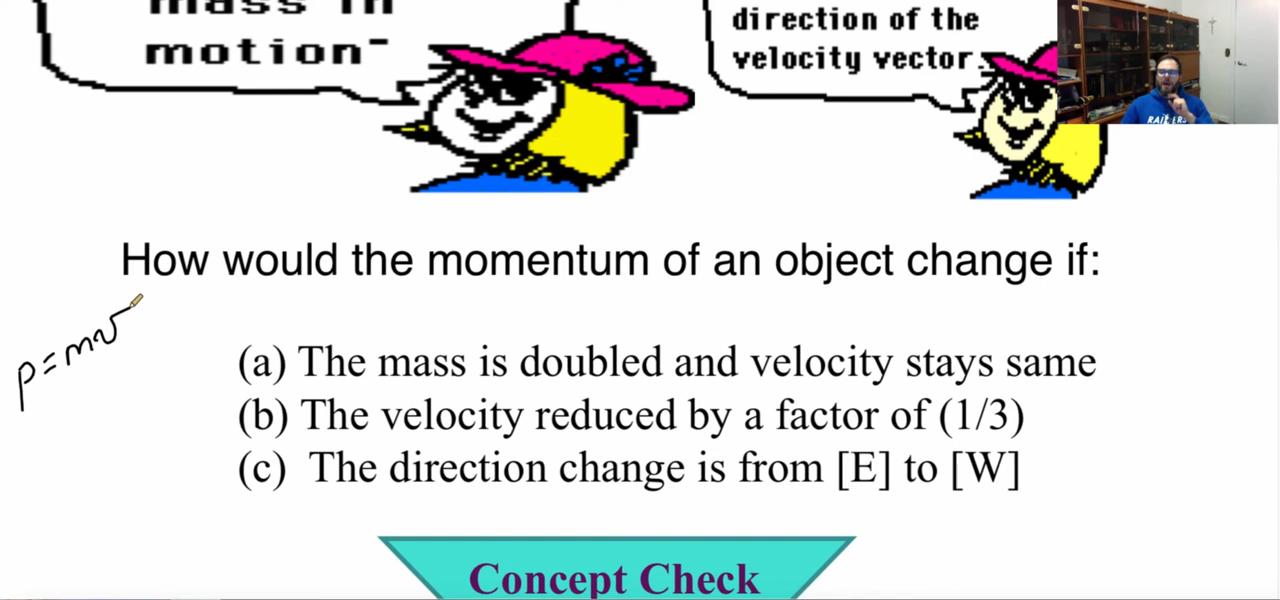 mass in
motion"
direction of the
velocity vector.
How would the momentum of an object change if:
p=mv
(a) The mass is doubled and velocity stays same
(b) The velocity reduced by a factor of (1/3)
(c) The direction change is from [E] to [W]
Concept Check